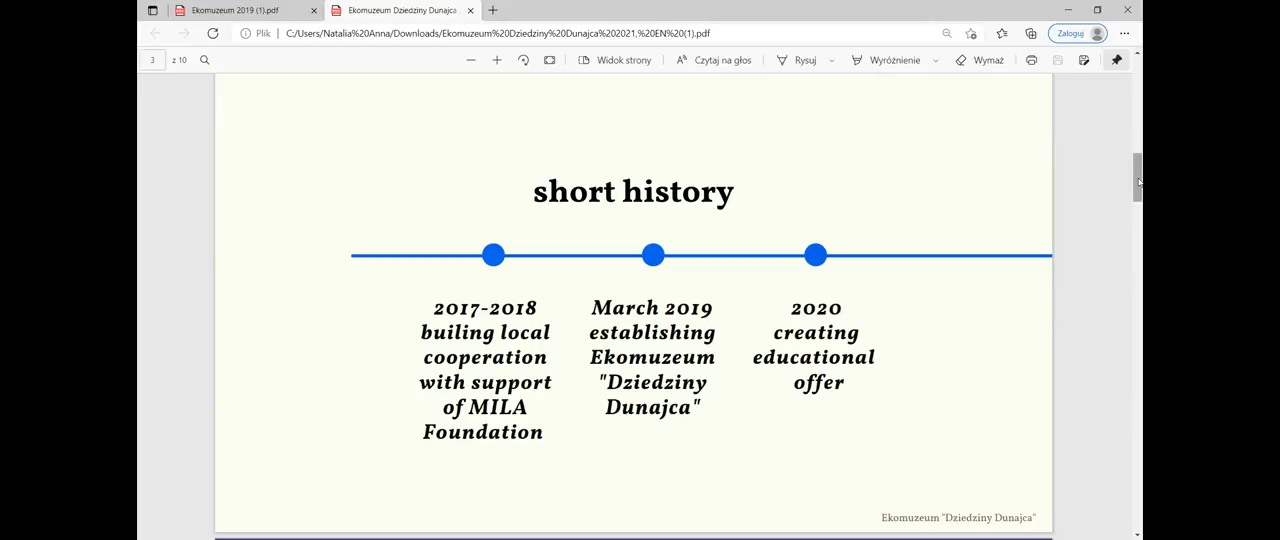 Ekomuzeum 2019 (1).pdf
Ekomuzeum Dziedziny Dunajca
Plik C:/Users/Natalia%20Anna/Downloads/Ekomuzeum%20Dziedziny%20Dunajca%202021,%20EN%20(1).pdf
Zaloguj
3 z 10 Widok strony Czytaj na głos Rysuj Wyróżnienie Wymaż
short history
2017-2018
builing local
cooperation
with support
of MILA
Foundation
March 2019
establishing
Ekomuzeum
"Dziedziny
Dunajca"
2020
creating
educational
offer
Ekomuzeum "Dziedziny Dunajca"